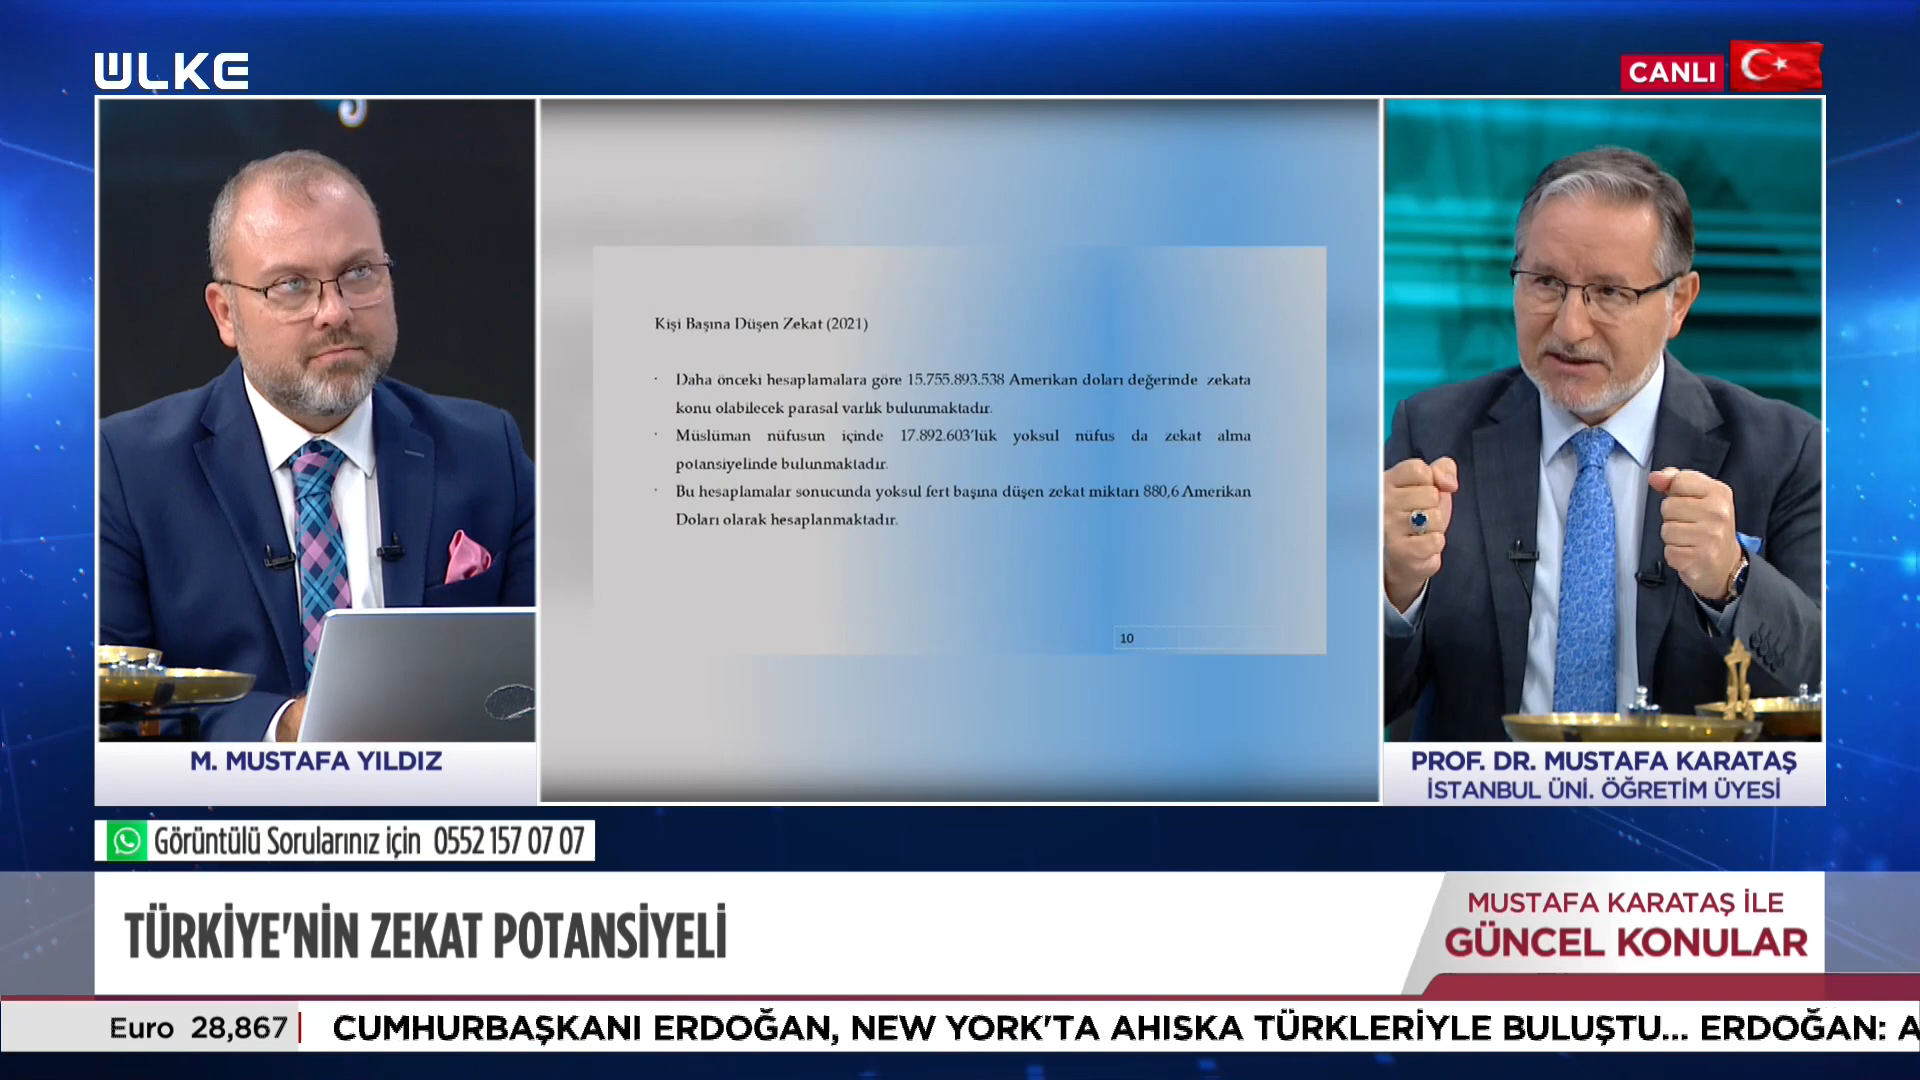 ÜLKE
CANLI
Kişi Başına Düşen Zekat (2021)
· Daha önceki hesaplamalara göre 15.755.893.538 Amerikan doları değerinde zekata
konu olabilecek parasal varlık bulunmaktadır.
· Müslüman nüfusun içinde 17.892.603'lük yoksul nüfus da zekat alma
potansiyelinde bulunmaktadır.
· Bu hesaplamalar sonucunda yoksul fert başına düşen zekat miktarı 880,6 Amerikan
Doları olarak hesaplanmaktadır.
10
M. MUSTAFA YILDIZ
PROF. DR. MUSTAFA KARATAŞ
İSTANBUL ÜNİ. ÖĞRETİM ÜYESİ
Görüntülü Sorularınız için 0552 157 07 07
TÜRKİYE'NİN ZEKAT POTANSİYELİ
MUSTAFA KARATAŞ İLE
GÜNCEL KONULAR
Euro 28,867 CUMHURBAŞKANI ERDOĞAN, NEW YORK'TA AHISKA TÜRKLERİYLE BULUŞTU... ERDOĞAN: A